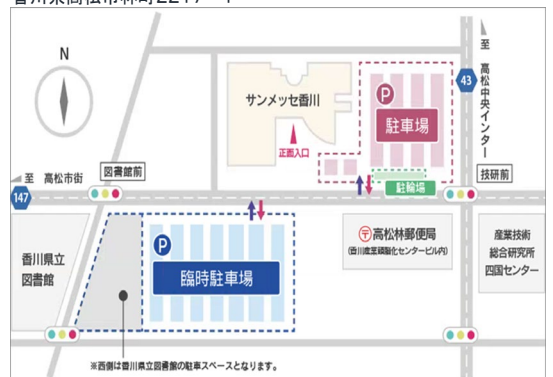 香川県高松市林町2217-1
N
至 高松中央インター
43
サンメッセ香川
P
駐車場
正面入口
図書館前
至 高松市街
147
駐輪場
技研前
香川県立
図書館
P
臨時駐車場
高松林郵便局
(香川産業頭脳化センタービル内)
産業技術
総合研究所
四国センター
※西側は香川県立図書館の駐車スペースとなります。